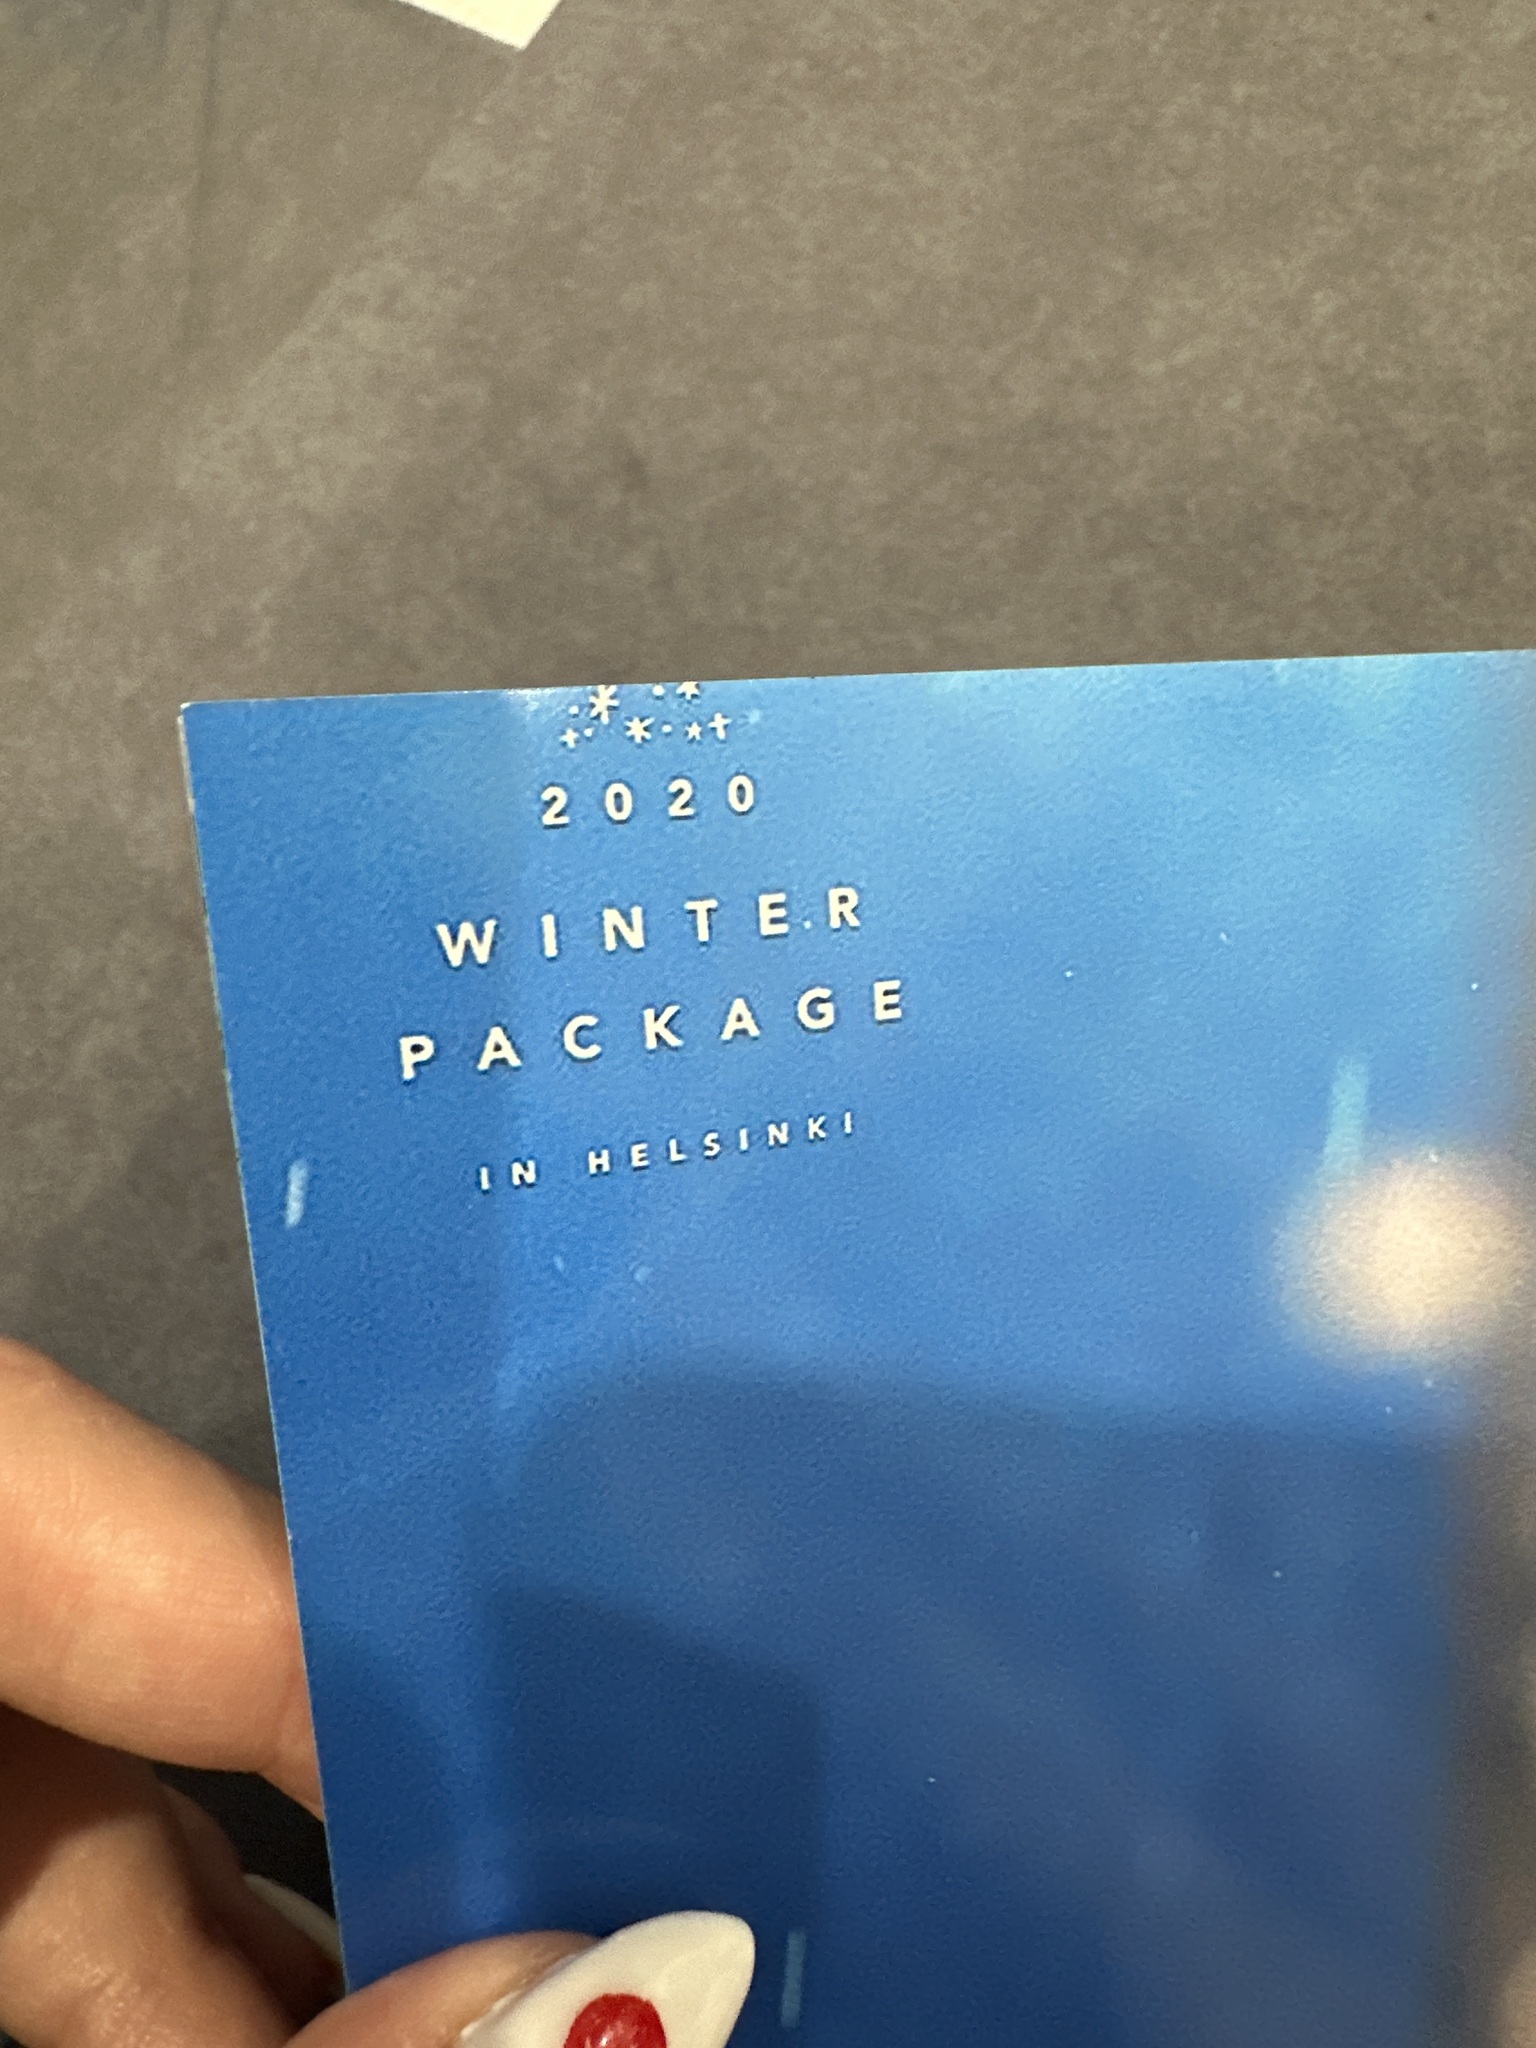 2020
WINTER
PACKAGE
IN HELSINKI